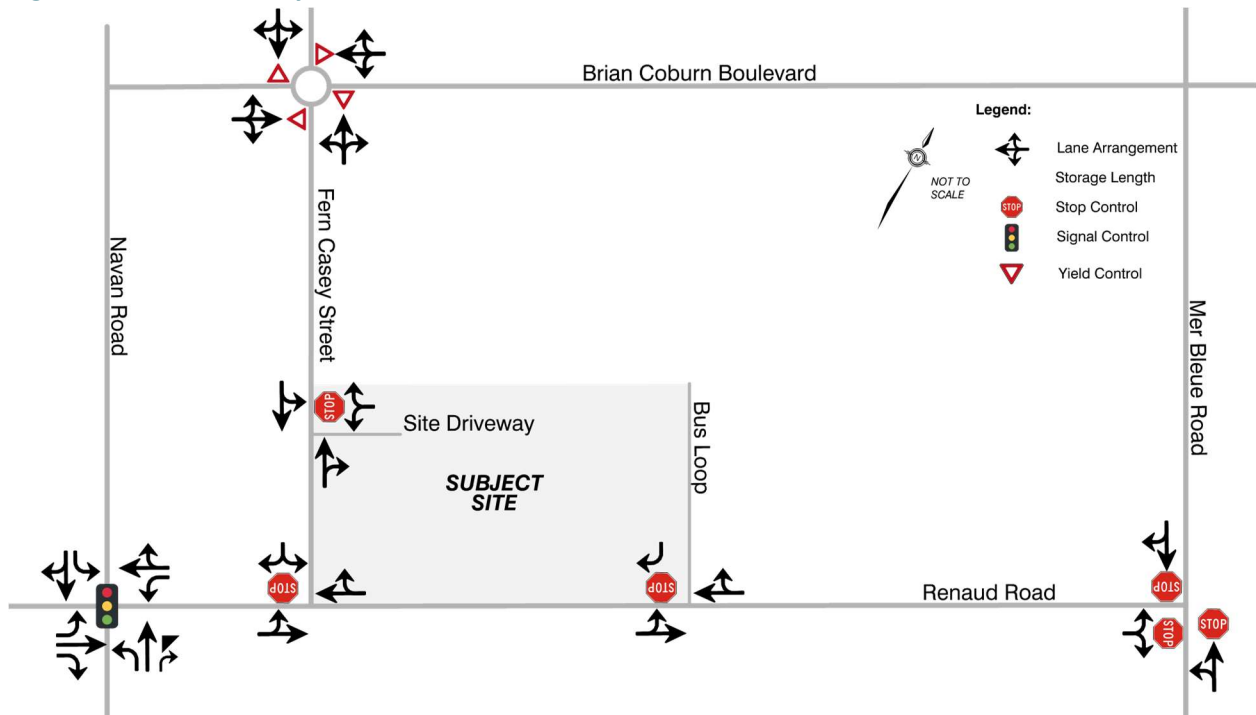 Brian Coburn Boulevard
Legend:
Lane Arrangement
Storage Length
STOP
Stop Control
Signal Control
Yield Control
N
NOT TO
SCALE
Navan Road
Fern Casey Street
Mer Bleue Road
STOP
Site Driveway
Bus Loop
SUBJECT
SITE
STOP
STOP
Renaud Road
STOP
STOP
STOP